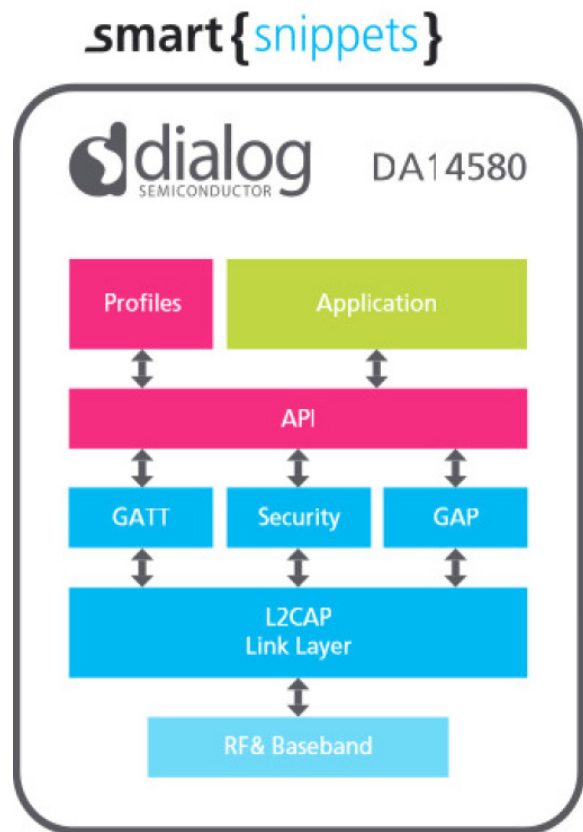 smart{snippets}
dialog
SEMICONDUCTOR
DA14580
Profiles
Application
API
GATT
Security
GAP
L2CAP
Link Layer
RF& Baseband